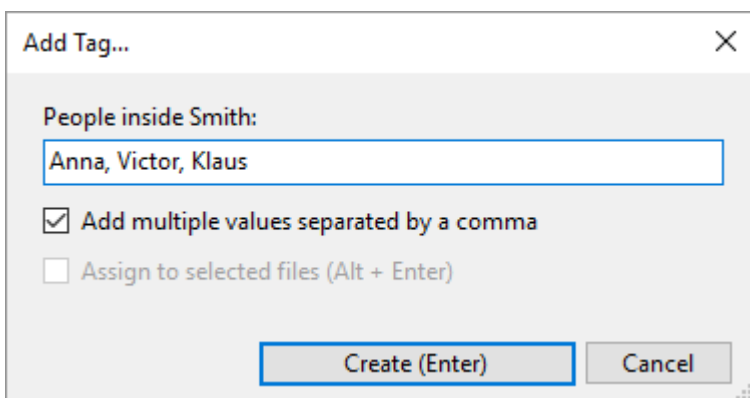 Add Tag...
People inside Smith:
Anna, Victor, Klaus
Add multiple values separated by a comma
Assign to selected files (Alt + Enter)
Create (Enter)
Cancel